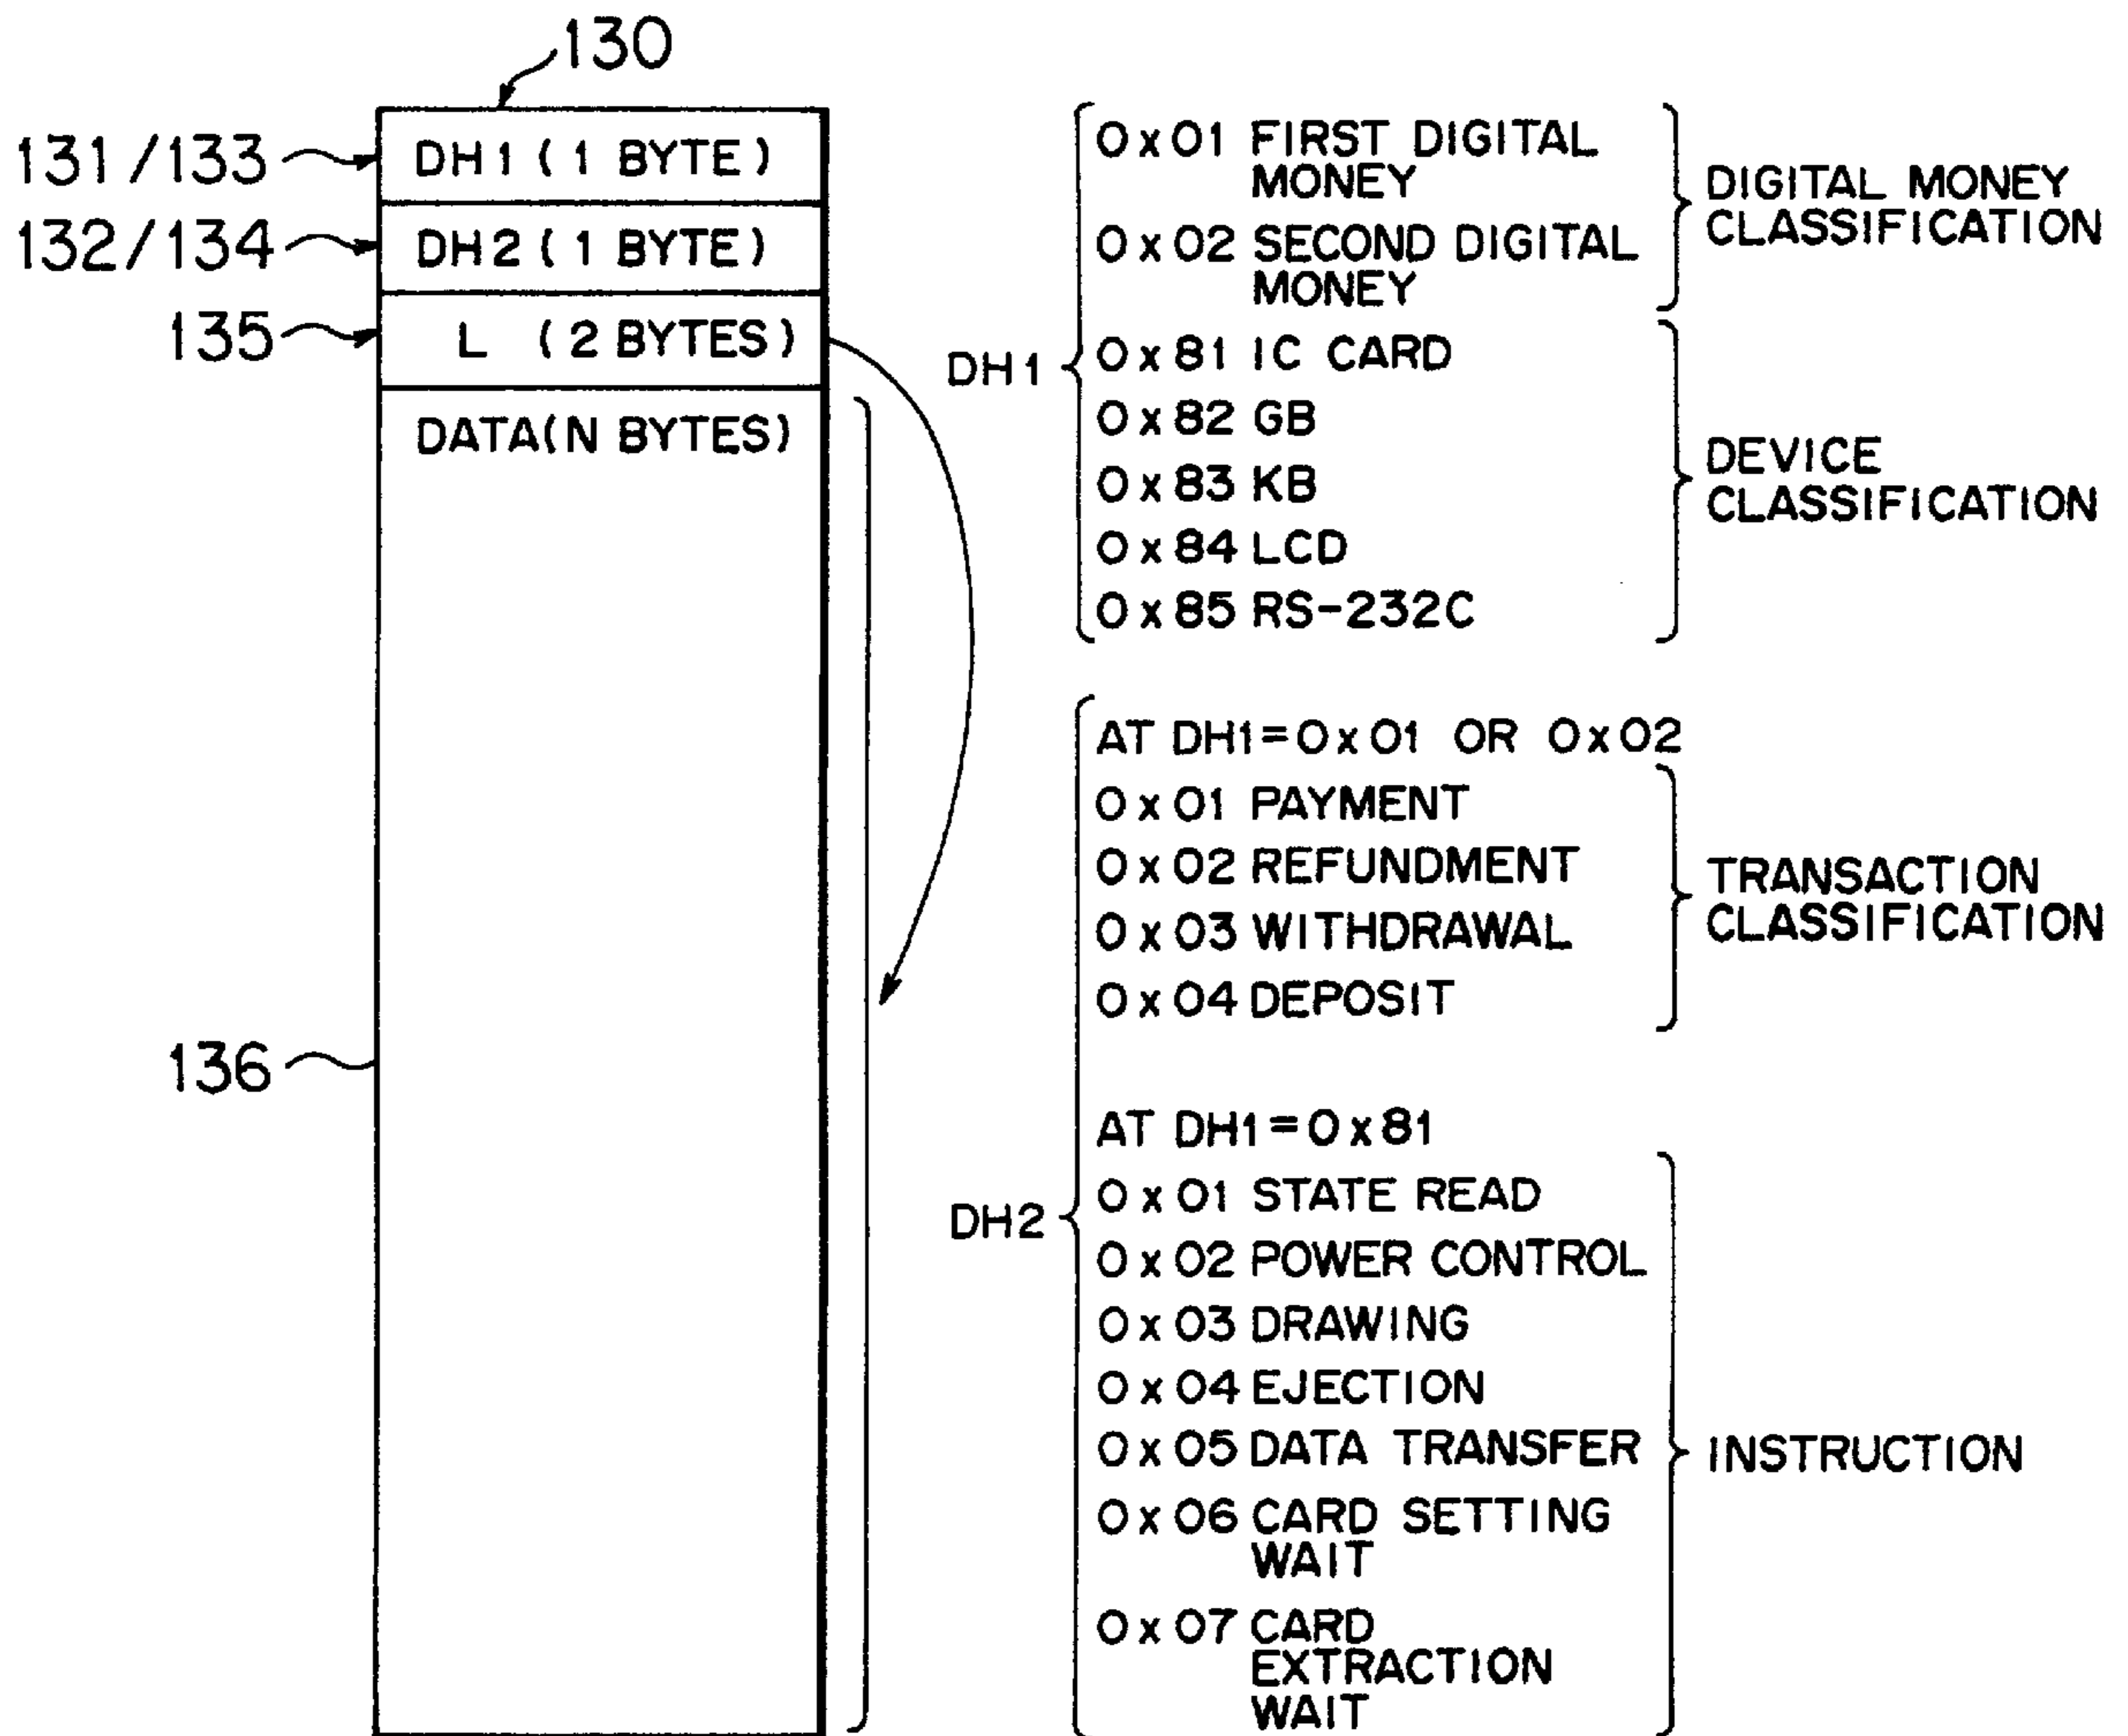 130
131/133
DH1 (1 BYTE)
132/134
DH2 (1 BYTE)
135
L (2 BYTES)
DATA(N BYTES)
136
DH1
0x01 FIRST DIGITAL
MONEY
0x02 SECOND DIGITAL
MONEY
DIGITAL MONEY
CLASSIFICATION
0x81 IC CARD
0x82 GB
0x83 KB
0x84 LCD
0x85 RS-232C
DEVICE
CLASSIFICATION
DH2
AT DH1=0x01 OR 0x02
0x01 PAYMENT
0x02 REFUNDMENT
0x03 WITHDRAWAL
0x04 DEPOSIT
TRANSACTION
CLASSIFICATION
AT DH1=0x81
0x01 STATE READ
0x02 POWER CONTROL
0x03 DRAWING
0x04 EJECTION
0x05 DATA TRANSFER
0x06 CARD SETTING
WAIT
0x07 CARD
EXTRACTION
WAIT
INSTRUCTION